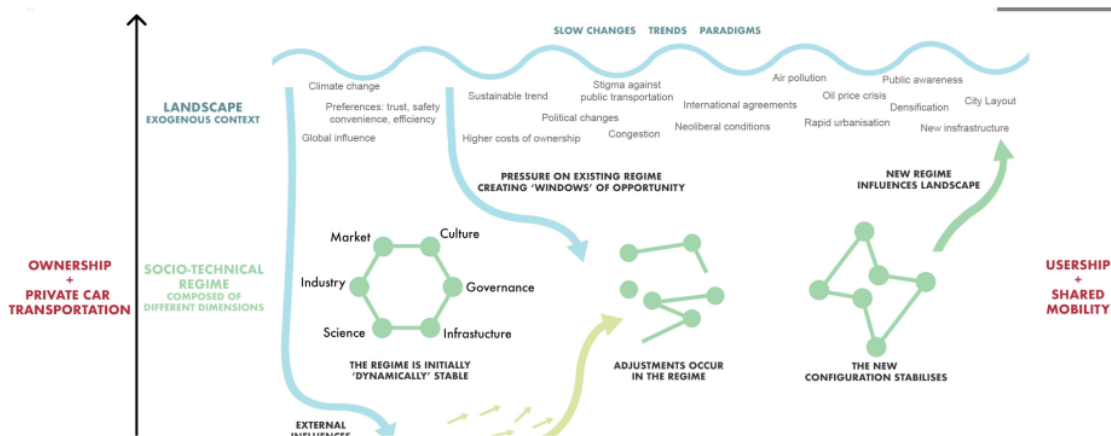 SLOW CHANGES TRENDS PARADIGMS
LANDSCAPE
EXOGENOUS CONTEXT
Climate change
Preferences: trust, safety
convenience, efficiency
Global influence
Sustainable trend
Political changes
Higher costs of ownership
Stigma against
public transportation
Congestion
International agreements
Neoliberal conditions
Air pollution
Oil price crisis
Rapid urbanisation
Public awareness
Densification
City Layout
New insfrastructure
PRESSURE ON EXISTING REGIME
CREATING 'WINDOWS' OF OPPORTUNITY
NEW REGIME
INFLUENCES LANDSCAPE
OWNERSHIP
+
PRIVATE CAR
TRANSPORTATION
SOCIO-TECHNICAL
REGIME
COMPOSED OF
DIFFERENT DIMENSIONS
Market
Culture
Industry
Governance
Science
Infrastucture
USERSHIP
+
SHARED
MOBILITY
THE REGIME IS INITIALLY
'DYNAMICALLY' STABLE
ADJUSTMENTS OCCUR
IN THE REGIME
THE NEW
CONFIGURATION STABILISES
EXTERNAL
INFLUENCES